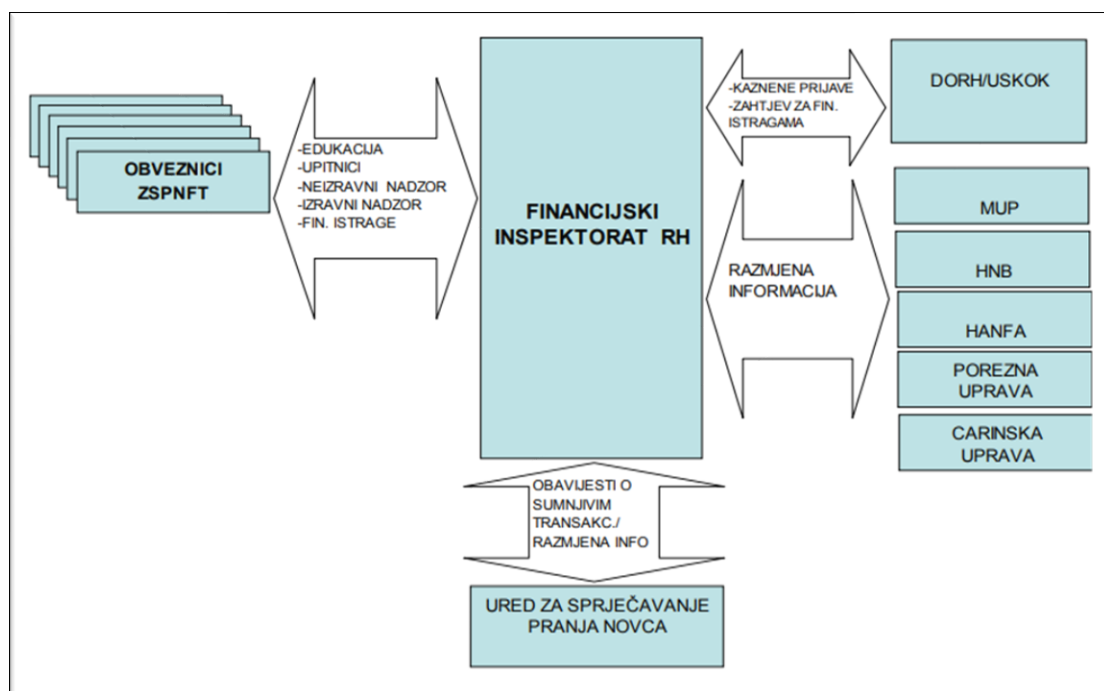 OBVEZNICI
ZSPNFT
-EDUKACIJA
-UPITNICI
-NEIZRAVNI NADZOR
-IZRAVNI NADZOR
-FIN. ISTRAGE
FINANCIJSKI
INSPEKTORAT RH
-KAZNENE PRIJAVE
-ZAHTJEV ZA FIN.
ISTRAGAMA
DORH/USKOK
RAZMJENA
INFORMACIJA
MUP
HNB
HANFA
POREZNA
UPRAVA
CARINSKA
UPRAVA
OBAVIJESTI O
SUMNJIVIM
TRANSAKC./
RAZMJENA INFO
URED ZA SPRJEČAVANJE
PRANJA NOVCA